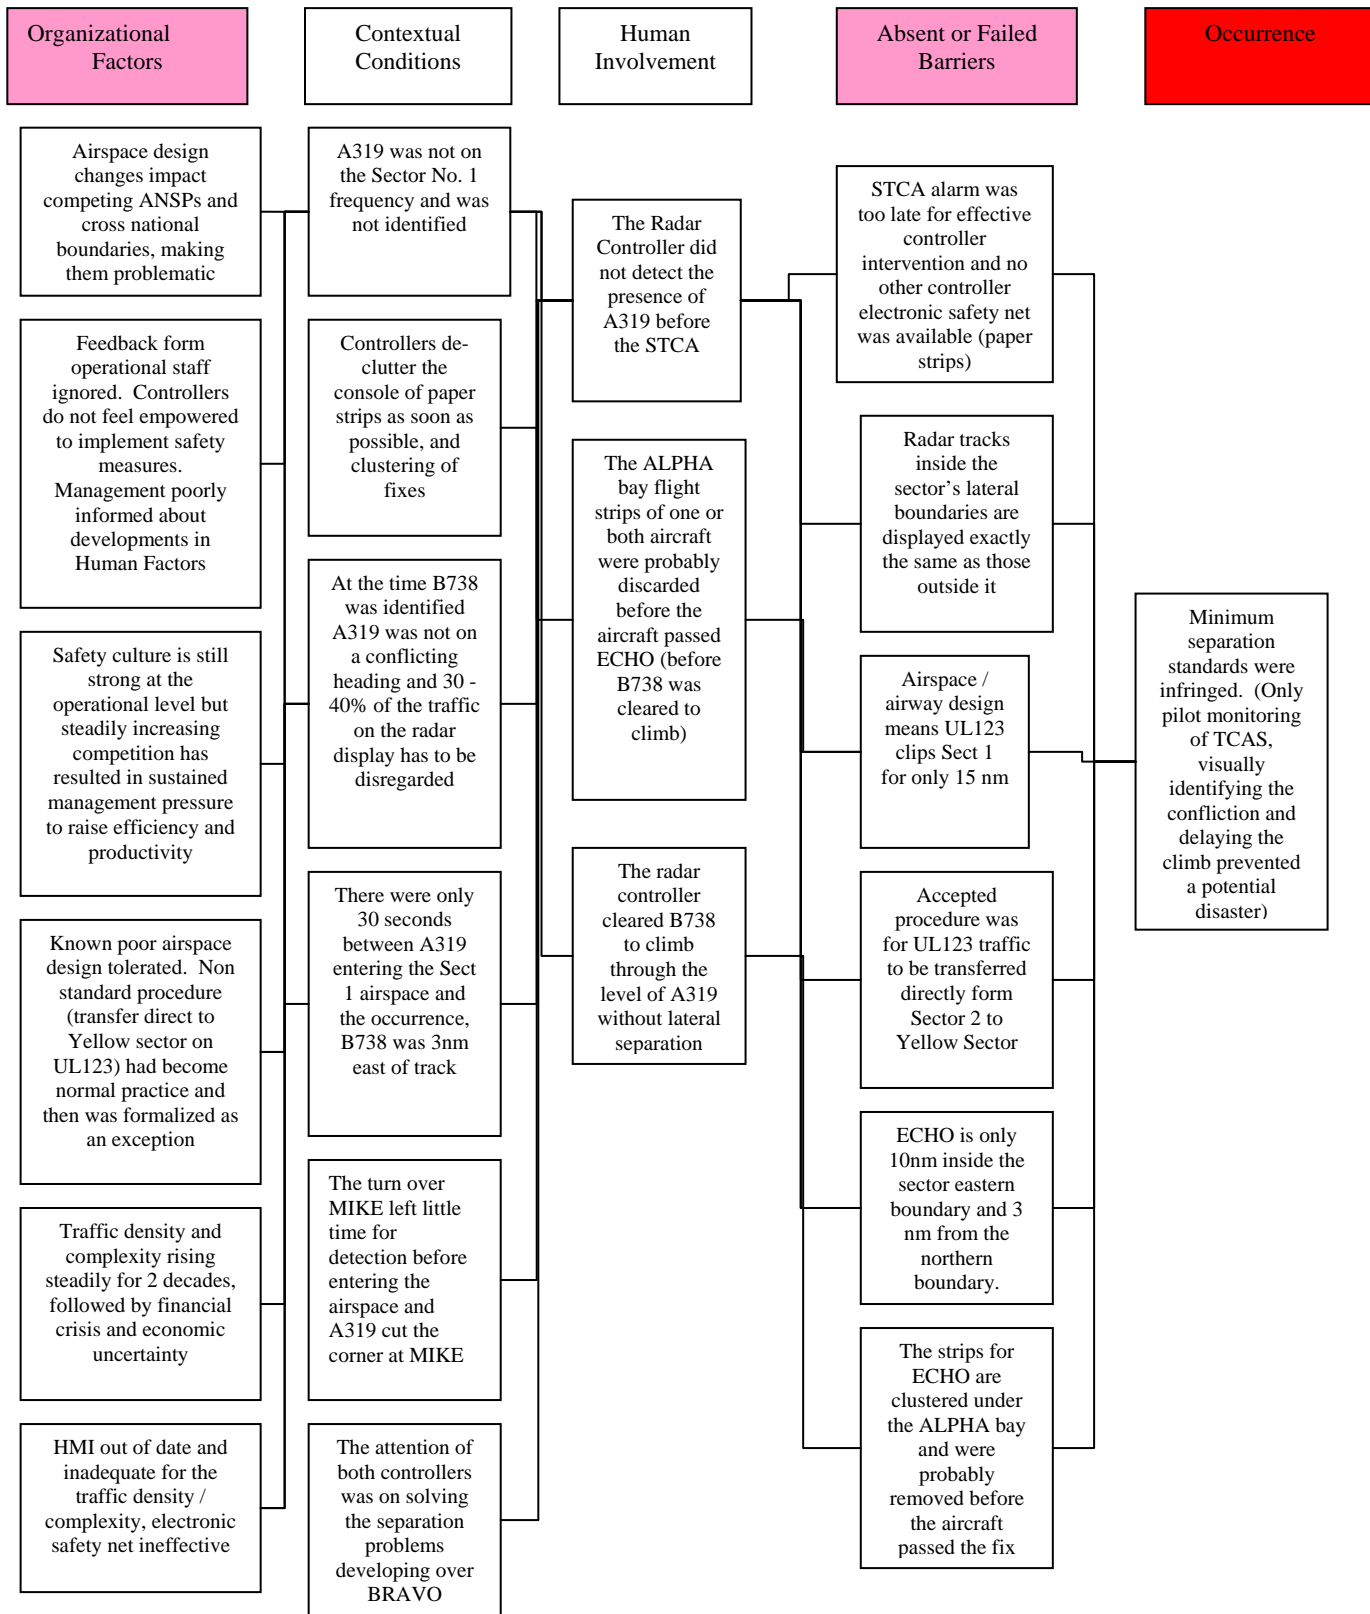 Organizational
Factors
Contextual
Conditions
Human
Involvement
Absent or Failed
Barriers
Occurrence
Airspace design
changes impact
competing ANSPs and
cross national
boundaries, making
them problematic
Feedback form
operational staff
ignored. Controllers
do not feel empowered
to implement safety
measures.
Management poorly
informed about
developments in
Human Factors
Safety culture is still
strong at the
operational level but
steadily increasing
competition has
resulted in sustained
management pressure
to raise efficiency and
productivity
Known poor airspace
design tolerated. Non
standard procedure
(transfer direct to
Yellow sector on
UL123) had become
normal practice and
then was formalized as
an exception
Traffic density and
complexity rising
steadily for 2 decades,
followed by financial
crisis and economic
uncertainty
HMI out of date and
inadequate for the
traffic density /
complexity, electronic
safety net ineffective
A319 was not on
the Sector No. 1
frequency and was
not identified
Controllers de-
clutter the
console of paper
strips as soon as
possible, and
clustering of
fixes
At the time B738
was identified
A319 was not on
a conflicting
heading and 30 -
40% of the traffic
on the radar
display has to be
disregarded
There were only
30 seconds
between A319
entering the Sect
1 airspace and
the occurrence,
B738 was 3nm
east of track
The turn over
MIKE left little
time for
detection before
entering the
airspace and
A319 cut the
corner at MIKE
The attention of
both controllers
was on solving
the separation
problems
developing over
BRAVO
The Radar
Controller did
not detect the
presence of
A319 before
the STCA
The ALPHA
bay flight
strips of one or
both aircraft
were probably
discarded
before the
aircraft passed
ECHO (before
B738 was
cleared to
climb)
The radar
controller
cleared B738
to climb
through the
level of A319
without lateral
separation
STCA alarm was
too late for effective
controller
intervention and no
other controller
electronic safety net
was available (paper
strips)
Radar tracks
inside the
sector’s lateral
boundaries are
displayed exactly
the same as those
outside it
Airspace /
airway design
means UL123
clips Sect 1
for only 15 nm
Accepted
procedure was
for UL123 traffic
to be transferred
directly form
Sector 2 to
Yellow Sector
ECHO is only
10nm inside the
sector eastern
boundary and 3
nm from the
northern
boundary.
The strips for
ECHO are
clustered under
the ALPHA bay
and were
probably
removed before
the aircraft
passed the fix
Minimum
separation
standards were
infringed. (Only
pilot monitoring
of TCAS,
visually
identifying the
confliction and
delaying the
climb prevented
a potential
disaster)